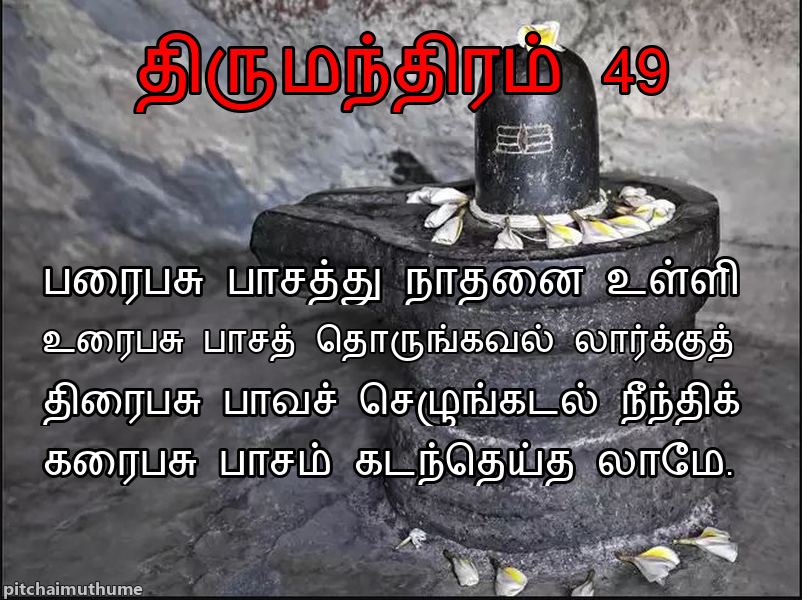 திருமந்திரம் 49
பரைபசு பாசத்து நாதனை உள்ளி
உரைபசு பாசத் தொருங்கவல் லார்க்குத்
திரைபசு பாவச் செழுங்கடல் நீந்திக்
கரைபசு பாசம் கடந்தெய்த லாமே.
pitchaimuthume